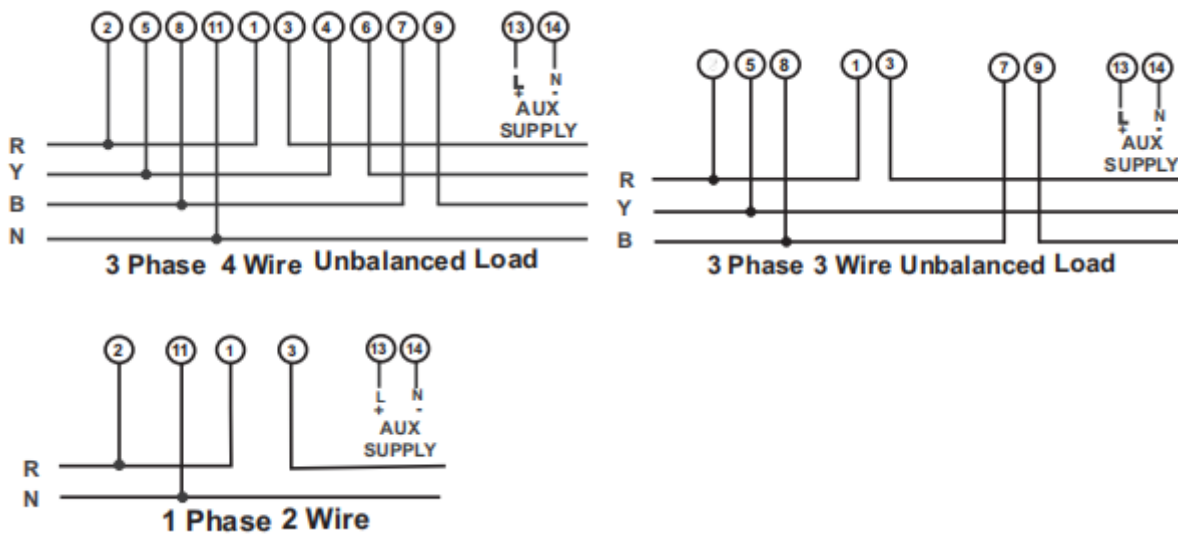 2 5 8 11 1 3 4 6 7 9 13 14
L N
+ -
AUX
SUPPLY
R
Y
B
N
3 Phase 4 Wire Unbalanced Load
5 8 1 3 7 9 13 14
L N
+ -
AUX
SUPPLY
R
Y
B
3 Phase 3 Wire Unbalanced Load
2 11 1 3 13 14
L N
+ -
AUX
SUPPLY
R
N
1 Phase 2 Wire